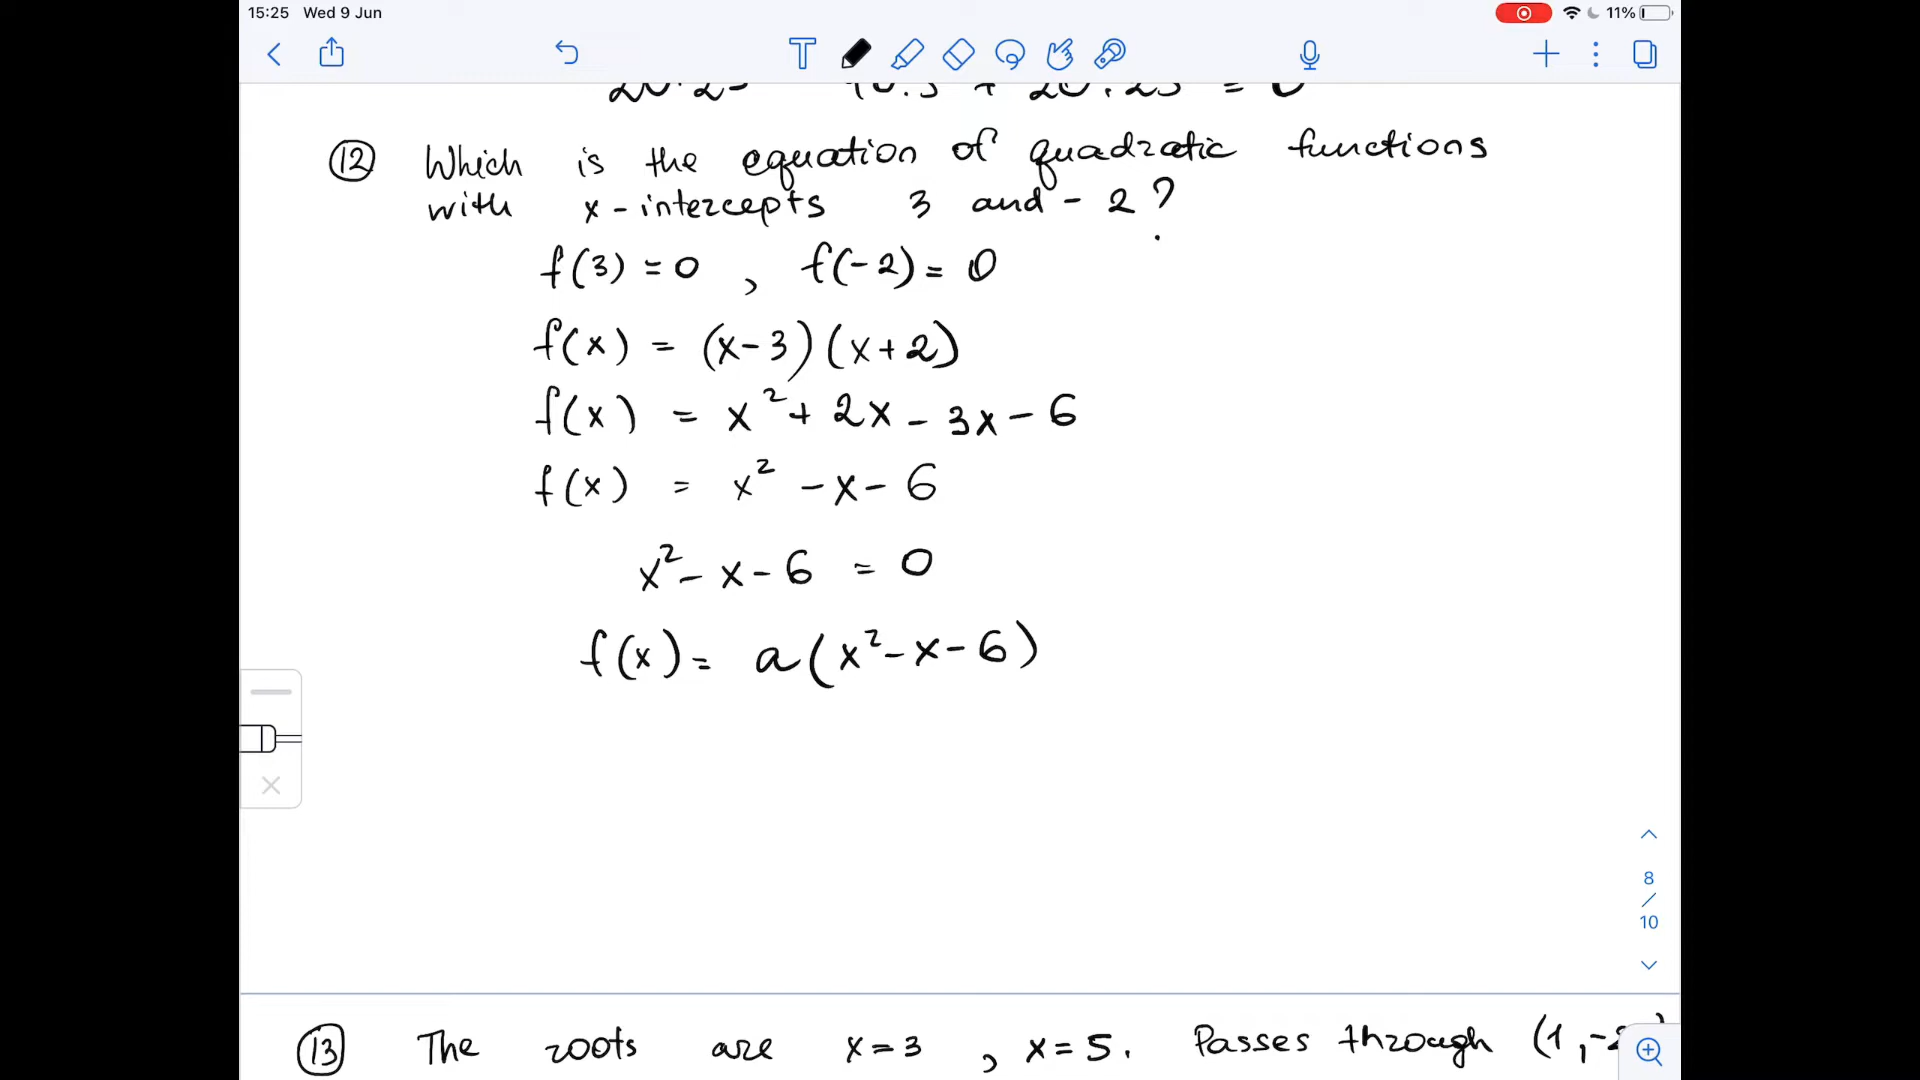 15:25 Wed 9 Jun
11%
⑫ Which is the equation of quadratic functions
with x-intercepts 3 and -2?
f(3) = 0 , f(-2) = 0
f(x) = (x-3)(x+2)
f(x) = x² + 2x - 3x - 6
f(x) = x² - x - 6
x² - x - 6 = 0
f(x) = a(x² - x - 6)
8
/
10
⑬ The roots are x = 3 , x = 5. Passes through (1,-